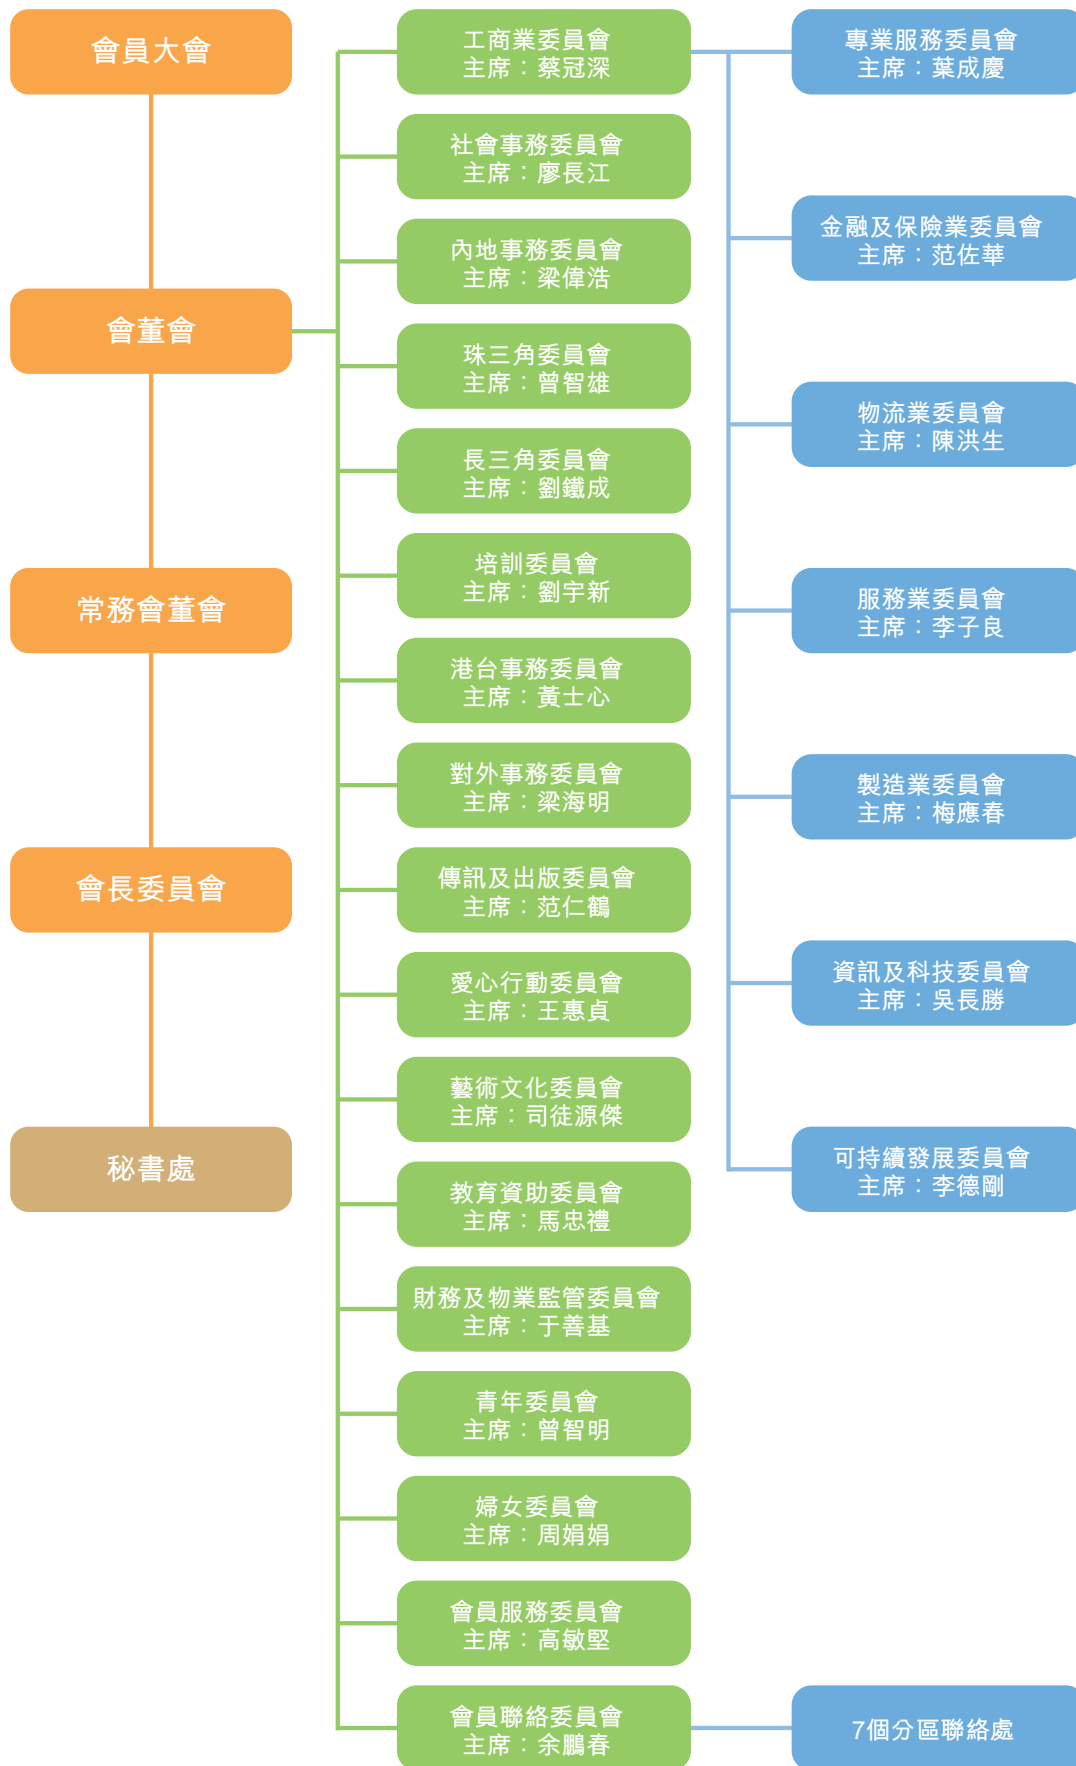 會員大會
會董會
常務會董會
會長委員會
秘書處
工商業委員會
主席：蔡冠深
社會事務委員會
主席：廖長江
內地事務委員會
主席：梁偉浩
珠三角委員會
主席：曾智雄
長三角委員會
主席：劉鐵成
培訓委員會
主席：劉宇新
港台事務委員會
主席：黃士心
對外事務委員會
主席：梁海明
傳訊及出版委員會
主席：范仁鶴
愛心行動委員會
主席：王惠貞
藝術文化委員會
主席：司徒源傑
教育資助委員會
主席：馬忠禮
財務及物業監管委員會
主席：于善基
青年委員會
主席：曾智明
婦女委員會
主席：周娟娟
會員服務委員會
主席：高敏堅
會員聯絡委員會
主席：余鵬春
專業服務委員會
主席：葉成慶
金融及保險業委員會
主席：范佐華
物流業委員會
主席：陳洪生
服務業委員會
主席：李子良
製造業委員會
主席：梅應春
資訊及科技委員會
主席：吳長勝
可持續發展委員會
主席：李德剛
7個分區聯絡處